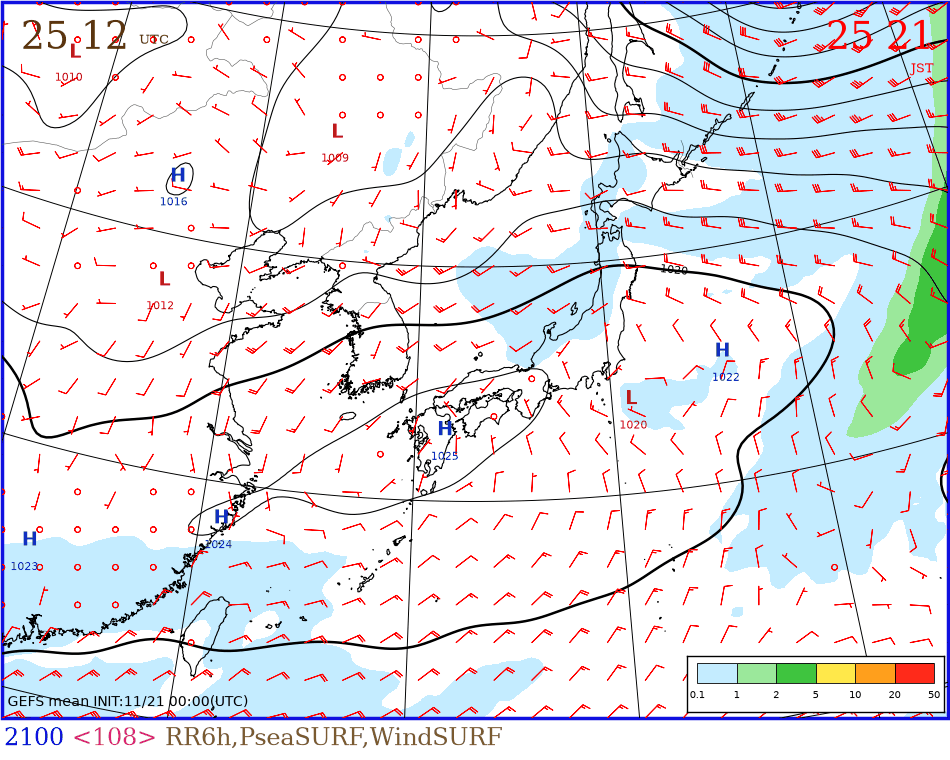 25 12 UTC
25 21
JST
L
1010
L
1009
H
1016
L
1012
1020
H
1022
L
1020
H
1025
H
1024
H
1023
0.1 1 2 5 10 20 50
GEFS mean INIT:11/21 00:00(UTC)
2100 <108> RR6h,PseaSURF,WindSURF